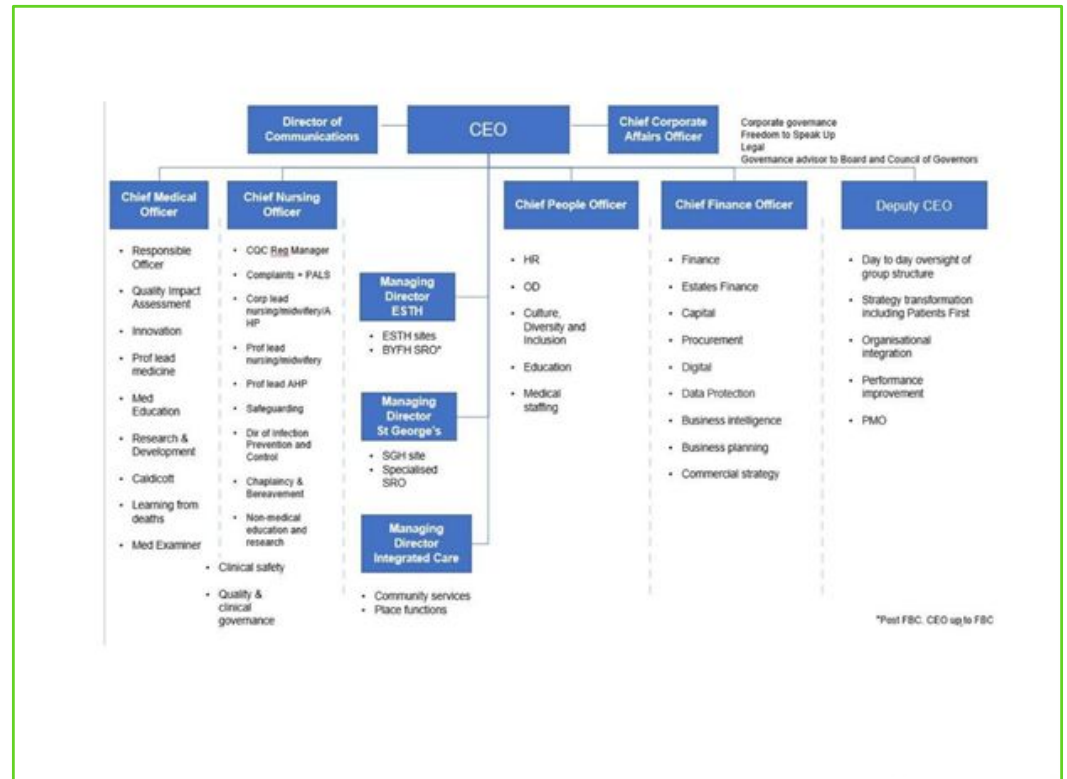 Director of
Communications
CEO
Chief Corporate
Affairs Officer
Corporate governance
Freedom to Speak Up
Legal
Governance advisor to Board and Council of Governors
Chief Medical
Officer
• Responsible
Officer
• Quality Impact
Assessment
• Innovation
• Prof lead
medicine
• Med
Education
• Research &
Development
• Caldicott
• Learning from
deaths
• Med Examiner
Chief Nursing
Officer
• CQC Reg Manager
• Complaints + PALS
• Corp lead
nursing/midwifery/A
HP
• Prof lead
nursing/midwifery
• Prof lead AHP
• Safeguarding
• Dir of Infection
Prevention and
Control
• Chaplaincy &
Bereavement
• Non-medical
education and
research
• Clinical safety
• Quality &
clinical
governance
Managing
Director
ESTH
• ESTH sites
• BYFH SRO*
Managing
Director
St George's
• SGH site
• Specialised
SRO
Managing
Director
Integrated Care
• Community services
• Place functions
Chief People Officer
• HR
• OD
• Culture,
Diversity and
Inclusion
• Education
• Medical
staffing
Chief Finance Officer
• Finance
• Estates Finance
• Capital
• Procurement
• Digital
• Data Protection
• Business intelligence
• Business planning
• Commercial strategy
Deputy CEO
• Day to day oversight of
group structure
• Strategy transformation
including Patients First
• Organisational
integration
• Performance
improvement
• PMO
*Post FBC. CEO up to FBC